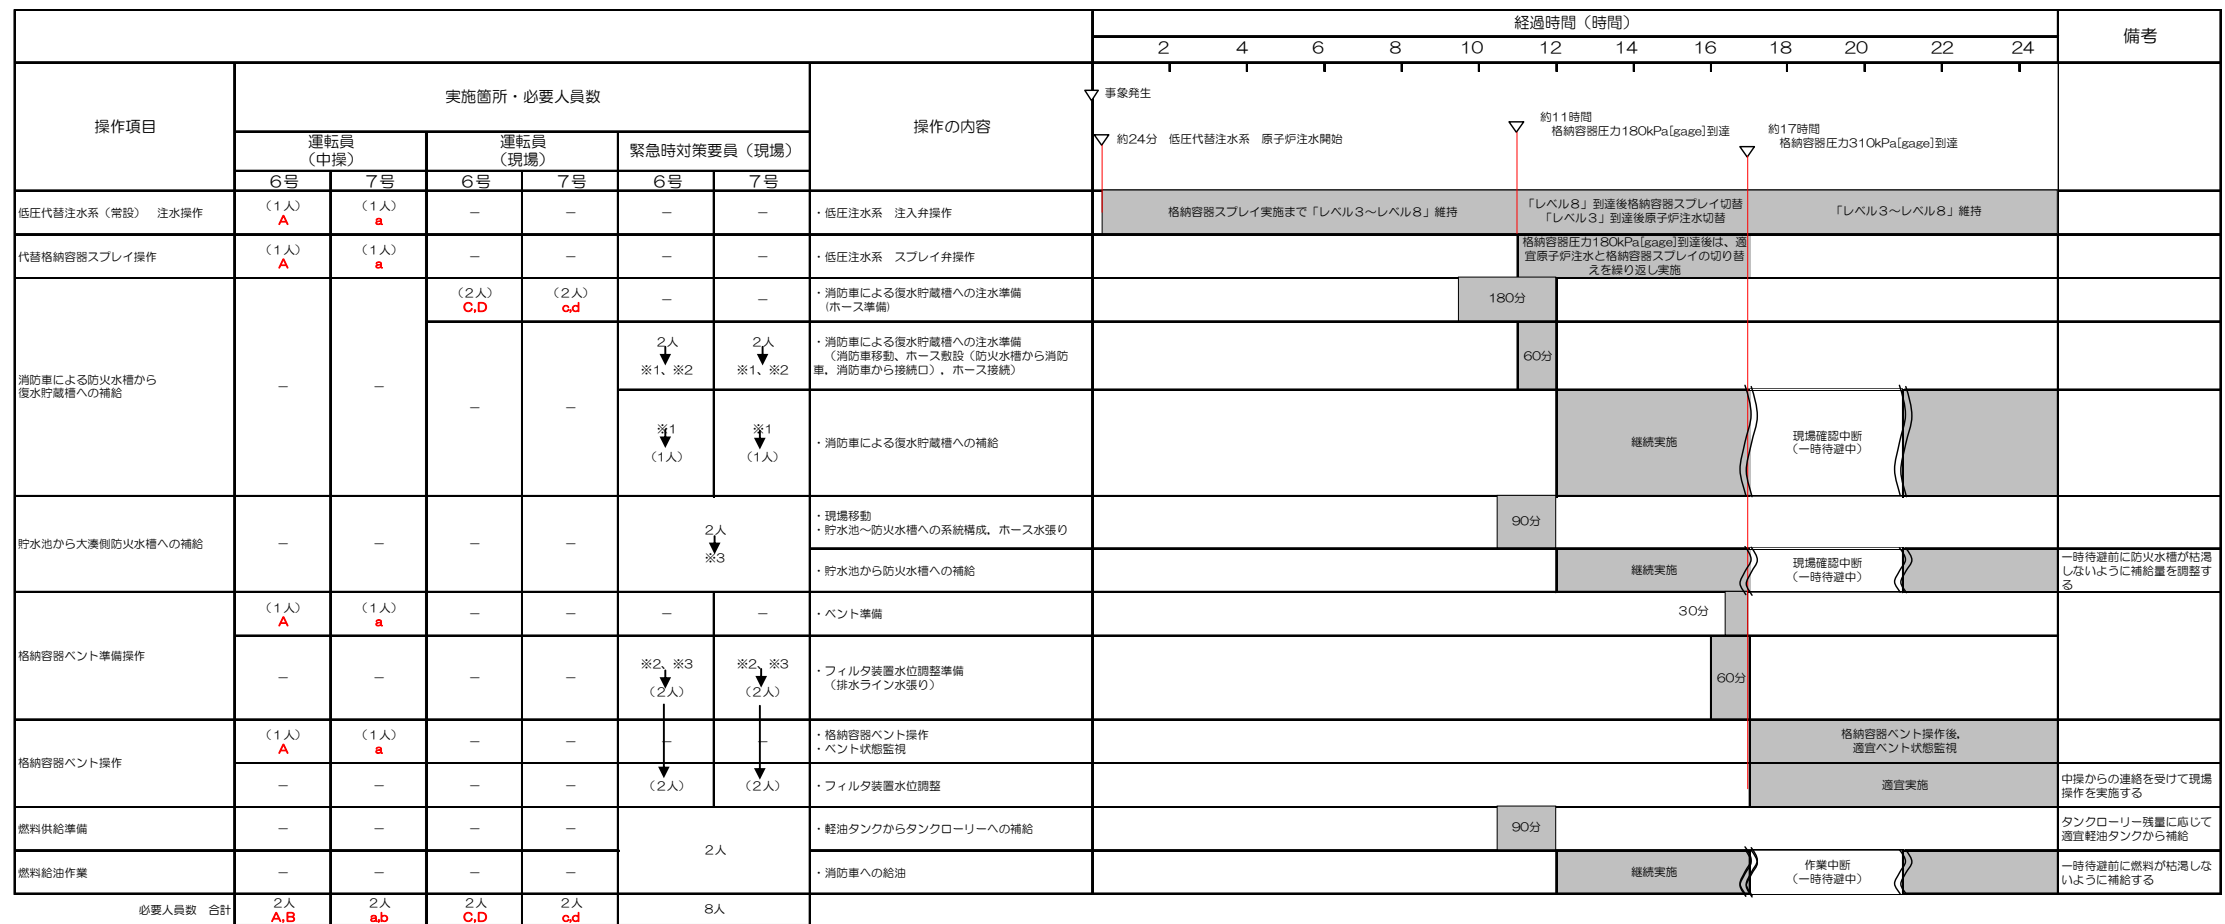 経過時間（時間）
備考
2 4 6 8 10 12 14 16 18 20 22 24
操作項目
実施箇所・必要人員数
操作の内容
運転員
（中操）
運転員
（現場）
緊急時対策要員（現場）
6号 7号 6号 7号 6号 7号
事象発生
約24分 低圧代替注水系 原子炉注水開始
約11時間
格納容器圧力180kPa[gage]到達
約17時間
格納容器圧力310kPa[gage]到達
低圧代替注水系（常設） 注水操作
（1人）
A
（1人）
a
－ － － －
・低圧注水系 注入弁操作
格納容器スプレイ実施まで「レベル3～レベル8」維持
「レベル8」到達後格納容器スプレイ切替
「レベル3」到達後原子炉注水切替
「レベル3～レベル8」維持
代替格納容器スプレイ操作
（1人）
A
（1人）
a
－ － － －
・低圧注水系 スプレイ弁操作
格納容器圧力180kPa[gage]到達後は、適
宜原子炉注水と格納容器スプレイの切り替
えを繰り返し実施
消防車による防火水槽から
復水貯蔵槽への補給
－ －
（2人）
C,D
（2人）
c,d
－ －
・消防車による復水貯蔵槽への注水準備
(ホース準備)
180分
－ －
2人
※1、※2
2人
※1、※2
・消防車による復水貯蔵槽への注水準備
（消防車移動、ホース敷設（防火水槽から消防
車，消防車から接続口），ホース接続）
60分
※1
（1人）
※1
（1人）
・消防車による復水貯蔵槽への補給
継続実施
現場確認中断
（一時待避中）
貯水池から大湊側防火水槽への補給
－ － － －
2人
※3
・現場移動
・貯水池～防火水槽への系統構成，ホース水張り
90分
・貯水池から防火水槽への補給
継続実施
現場確認中断
（一時待避中）
一時待避前に防火水槽が枯渇
しないように補給量を調整す
る
格納容器ベント準備操作
（1人）
A
（1人）
a
－ － － －
・ベント準備
30分
－ － － －
※2、※3
（2人）
※2、※3
（2人）
・フィルタ装置水位調整準備
（排水ライン水張り）
60分
格納容器ベント操作
（1人）
A
（1人）
a
－ － － －
・格納容器ベント操作
・ベント状態監視
格納容器ベント操作後，
適宜ベント状態監視
－ － － －
（2人）
（2人）
・フィルタ装置水位調整
適宜実施
中操からの連絡を受けて現場
操作を実施する
燃料供給準備
－ － － －
2人
・軽油タンクからタンクローリーへの補給
90分
タンクローリー残量に応じて
適宜軽油タンクから補給
燃料給油作業
－ － － －
・消防車への給油
継続実施
作業中断
（一時待避中）
一時待避前に燃料が枯渇しな
いように補給する
必要人員数 合計
2人
A,B
2人
a,b
2人
C,D
2人
c,d
8人